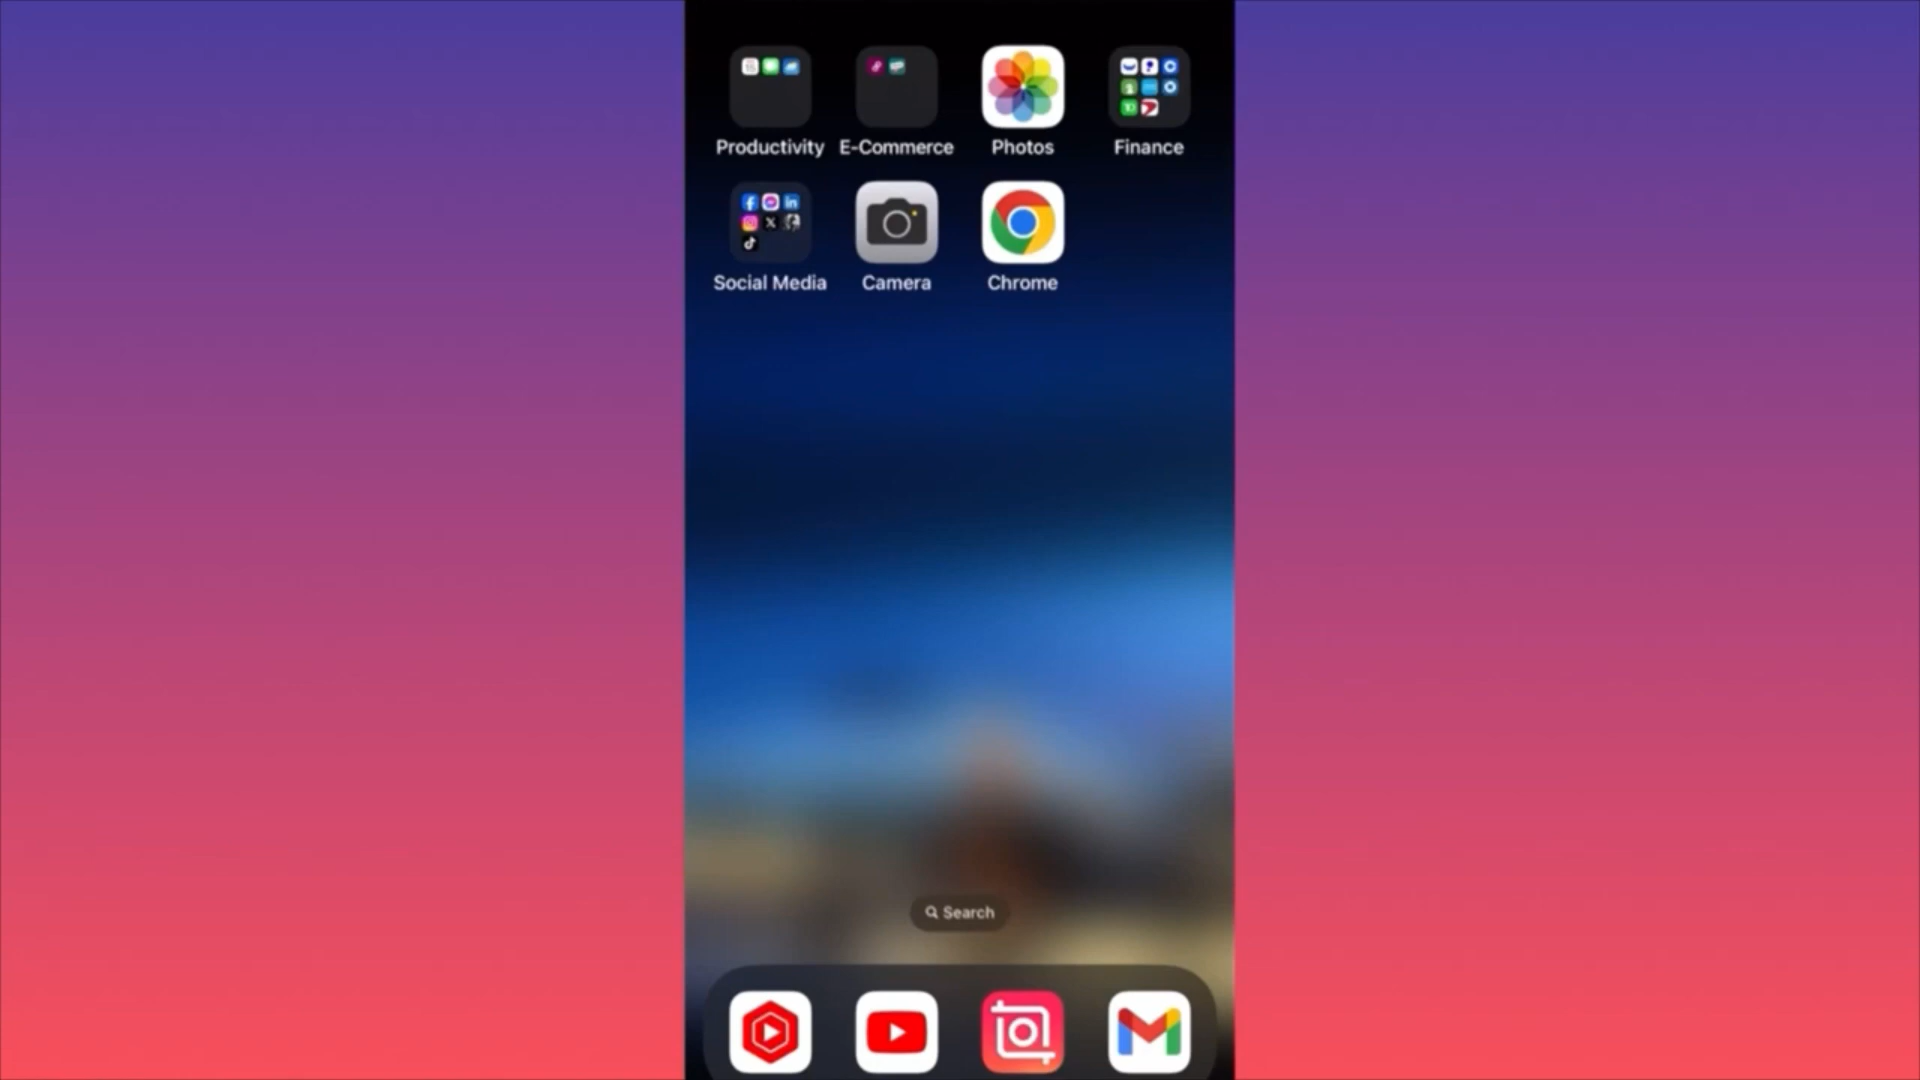 Productivity E-Commerce Photos Finance
Social Media Camera Chrome
Search